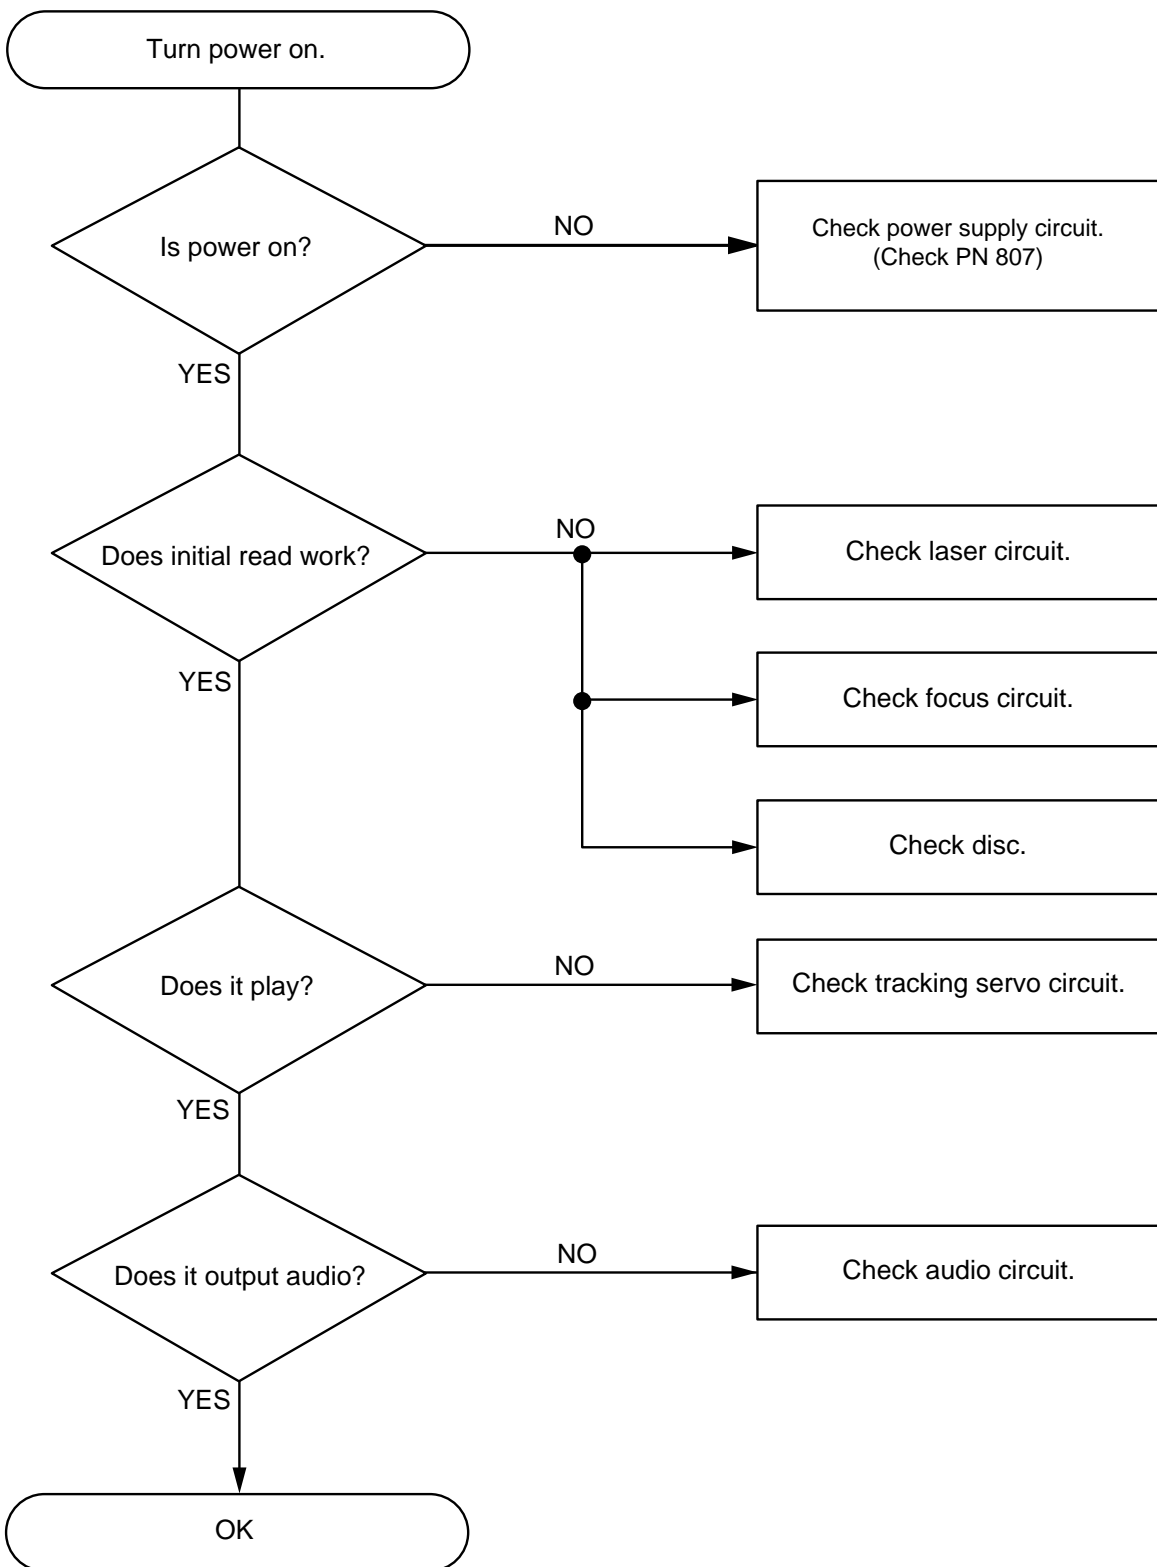 Turn power on.
Is power on?
NO
Check power supply circuit.
(Check PN 807)
YES
Does initial read work?
NO
Check laser circuit.
Check focus circuit.
Check disc.
YES
Does it play?
NO
Check tracking servo circuit.
YES
Does it output audio?
NO
Check audio circuit.
YES
OK